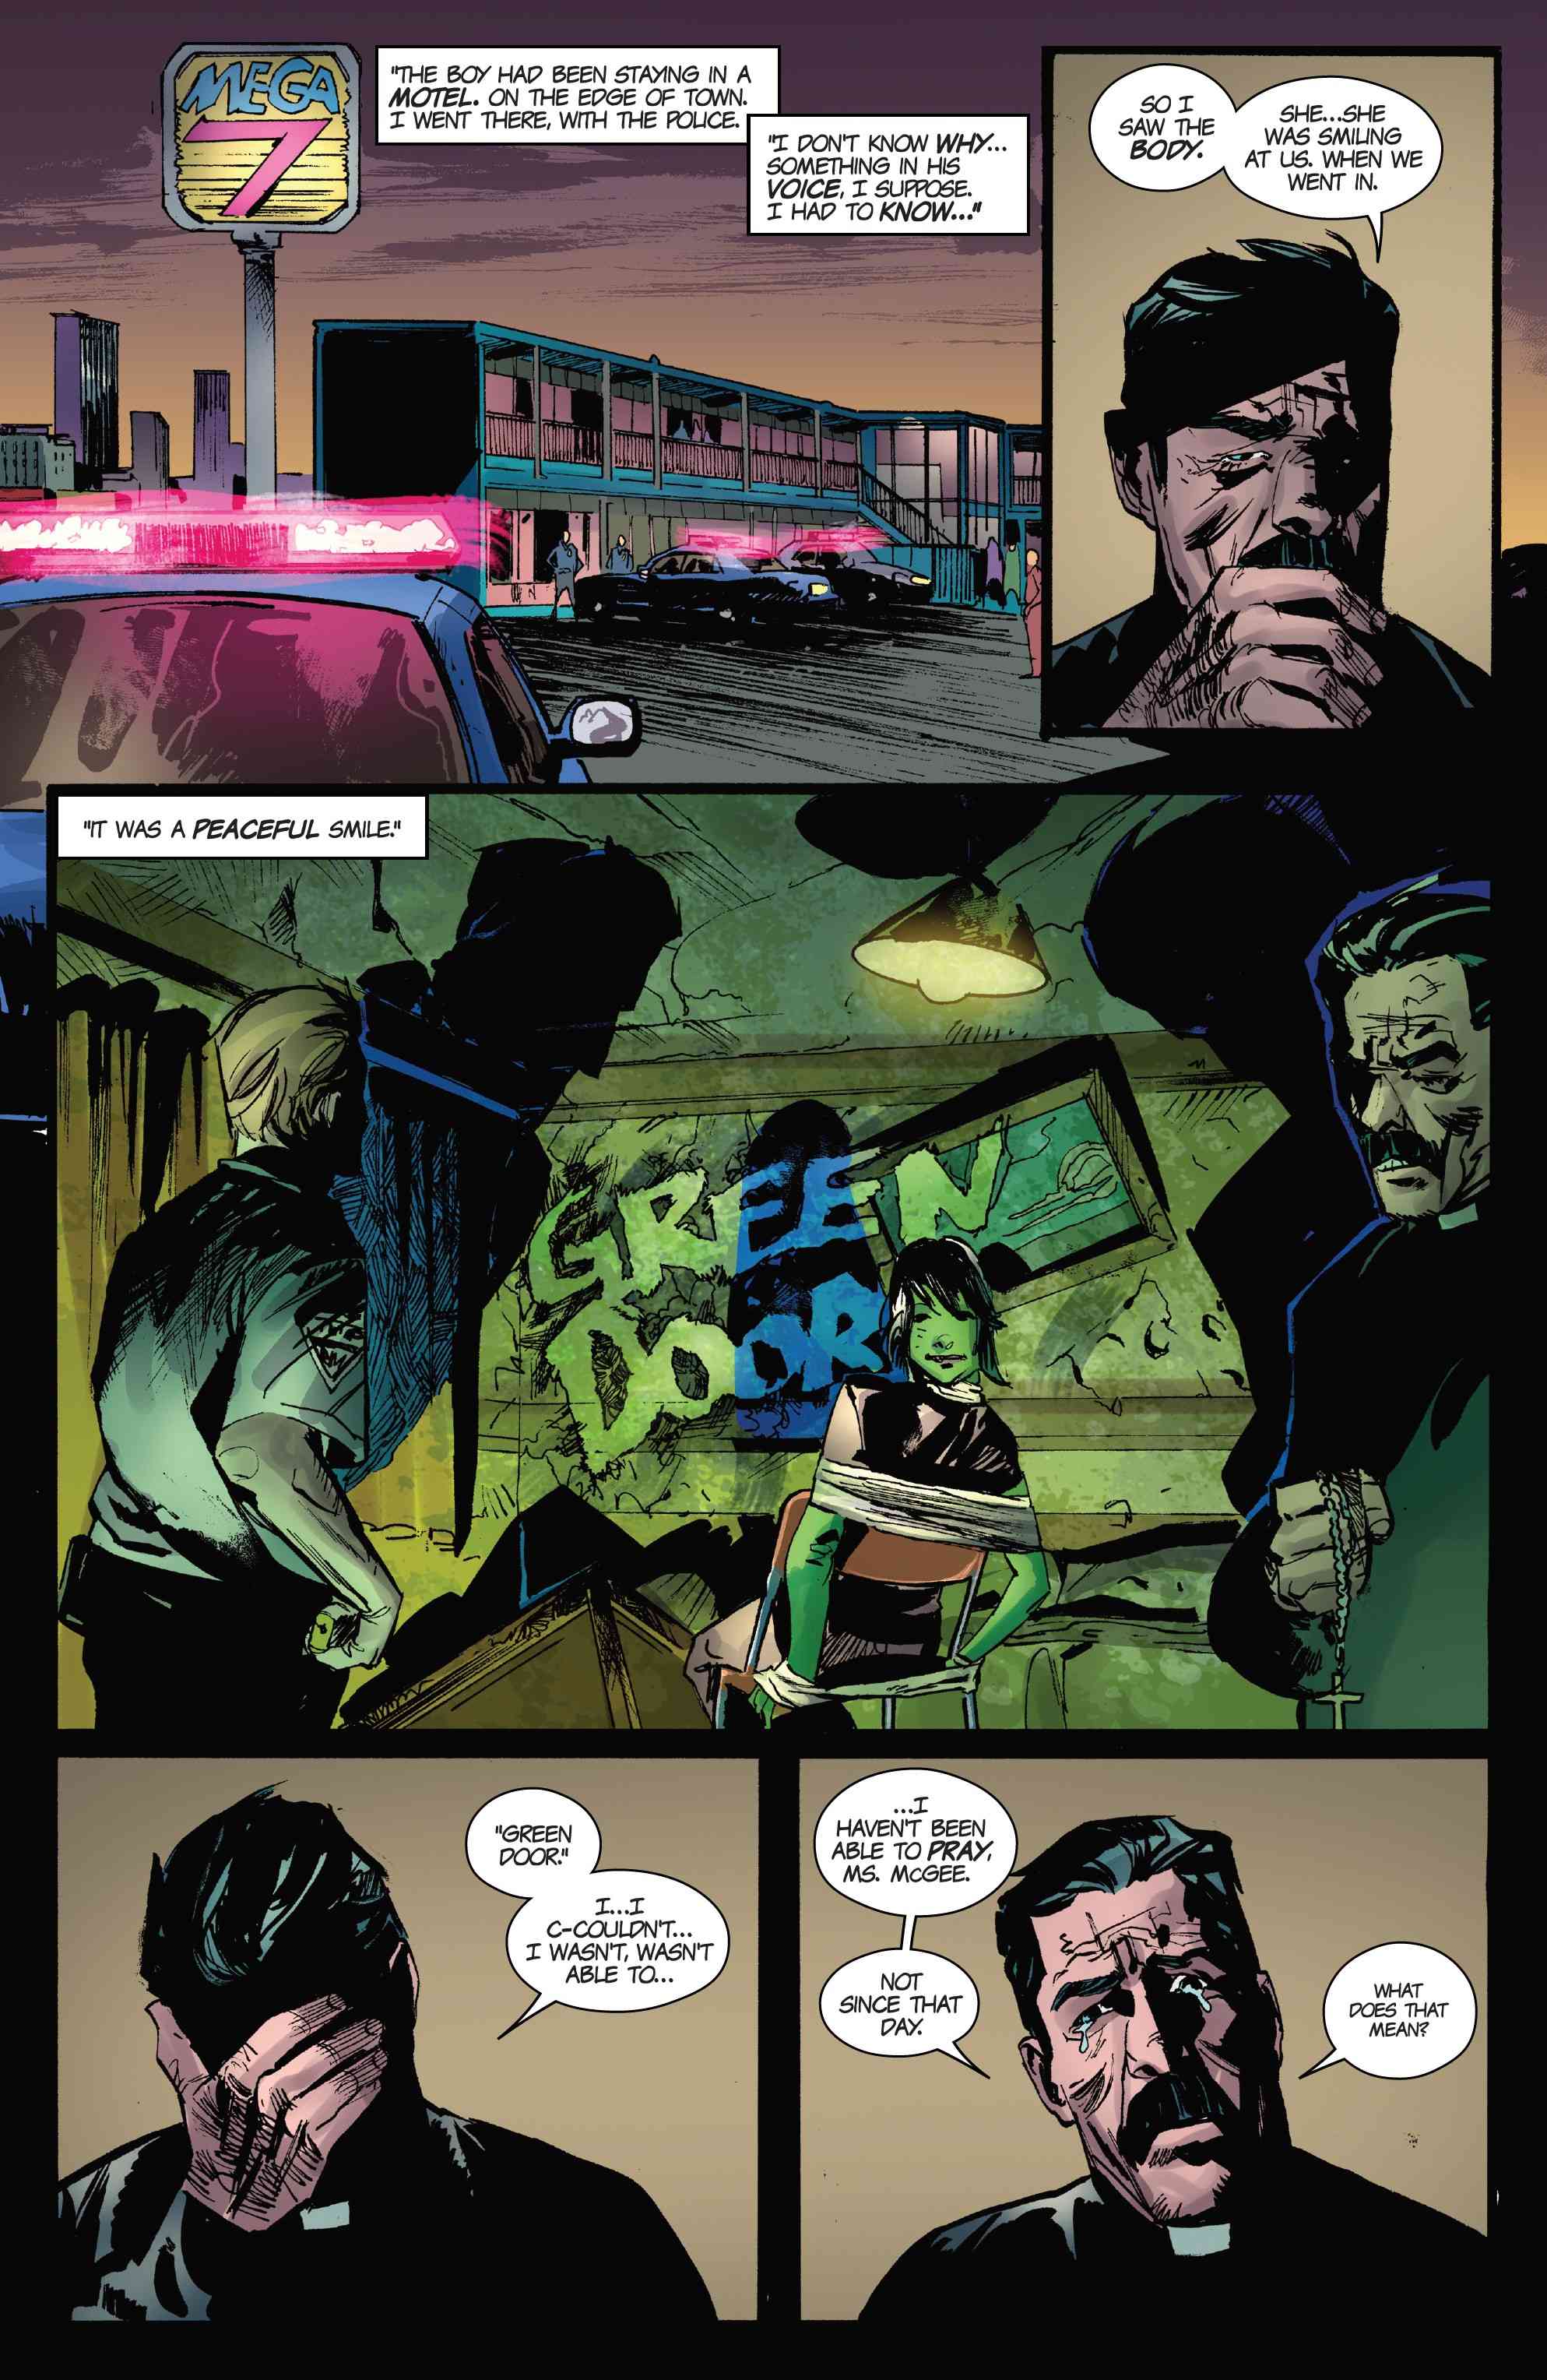 MEGA
7
"THE BOY HAD BEEN STAYING IN A
MOTEL. ON THE EDGE OF TOWN.
I WENT THERE, WITH THE POLICE.
"I DON'T KNOW WHY...
SOMETHING IN HIS
VOICE, I SUPPOSE.
I HAD TO KNOW..."
SO I
SAW THE
BODY.
SHE...SHE
WAS SMILING
AT US. WHEN WE
WENT IN.
"IT WAS A PEACEFUL SMILE."
GREEN
DOOR
"GREEN
DOOR."
I...I
C-COULDN'T...
I WASN'T, WASN'T
ABLE TO...
...I
HAVEN'T BEEN
ABLE TO PRAY,
MS. McGEE.
NOT
SINCE THAT
DAY.
WHAT
DOES THAT
MEAN?